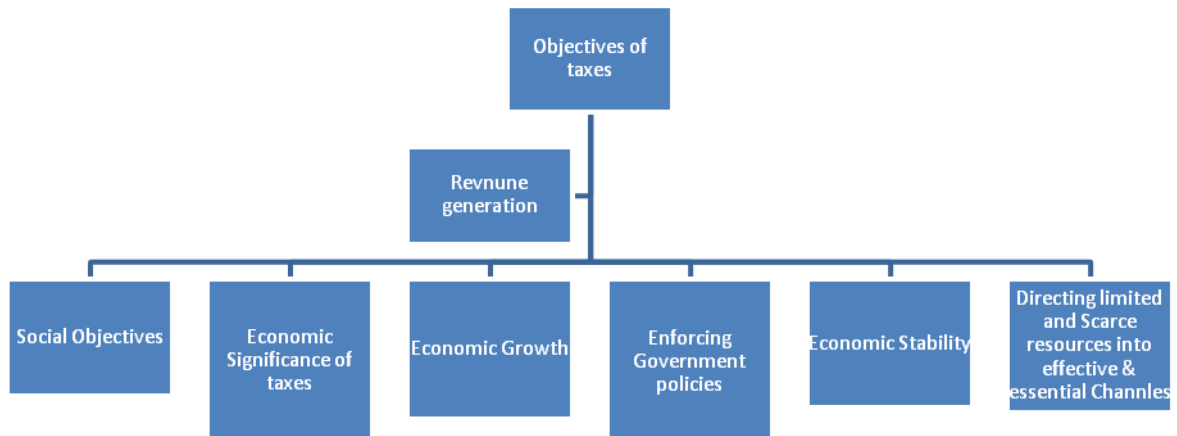 Objectives of
taxes
Revnune
generation
Social Objectives
Economic
Significance of
taxes
Economic Growth
Enforcing
Government
policies
Economic Stability
Directing limited
and Scarce
resources into
effective &
essential Channles